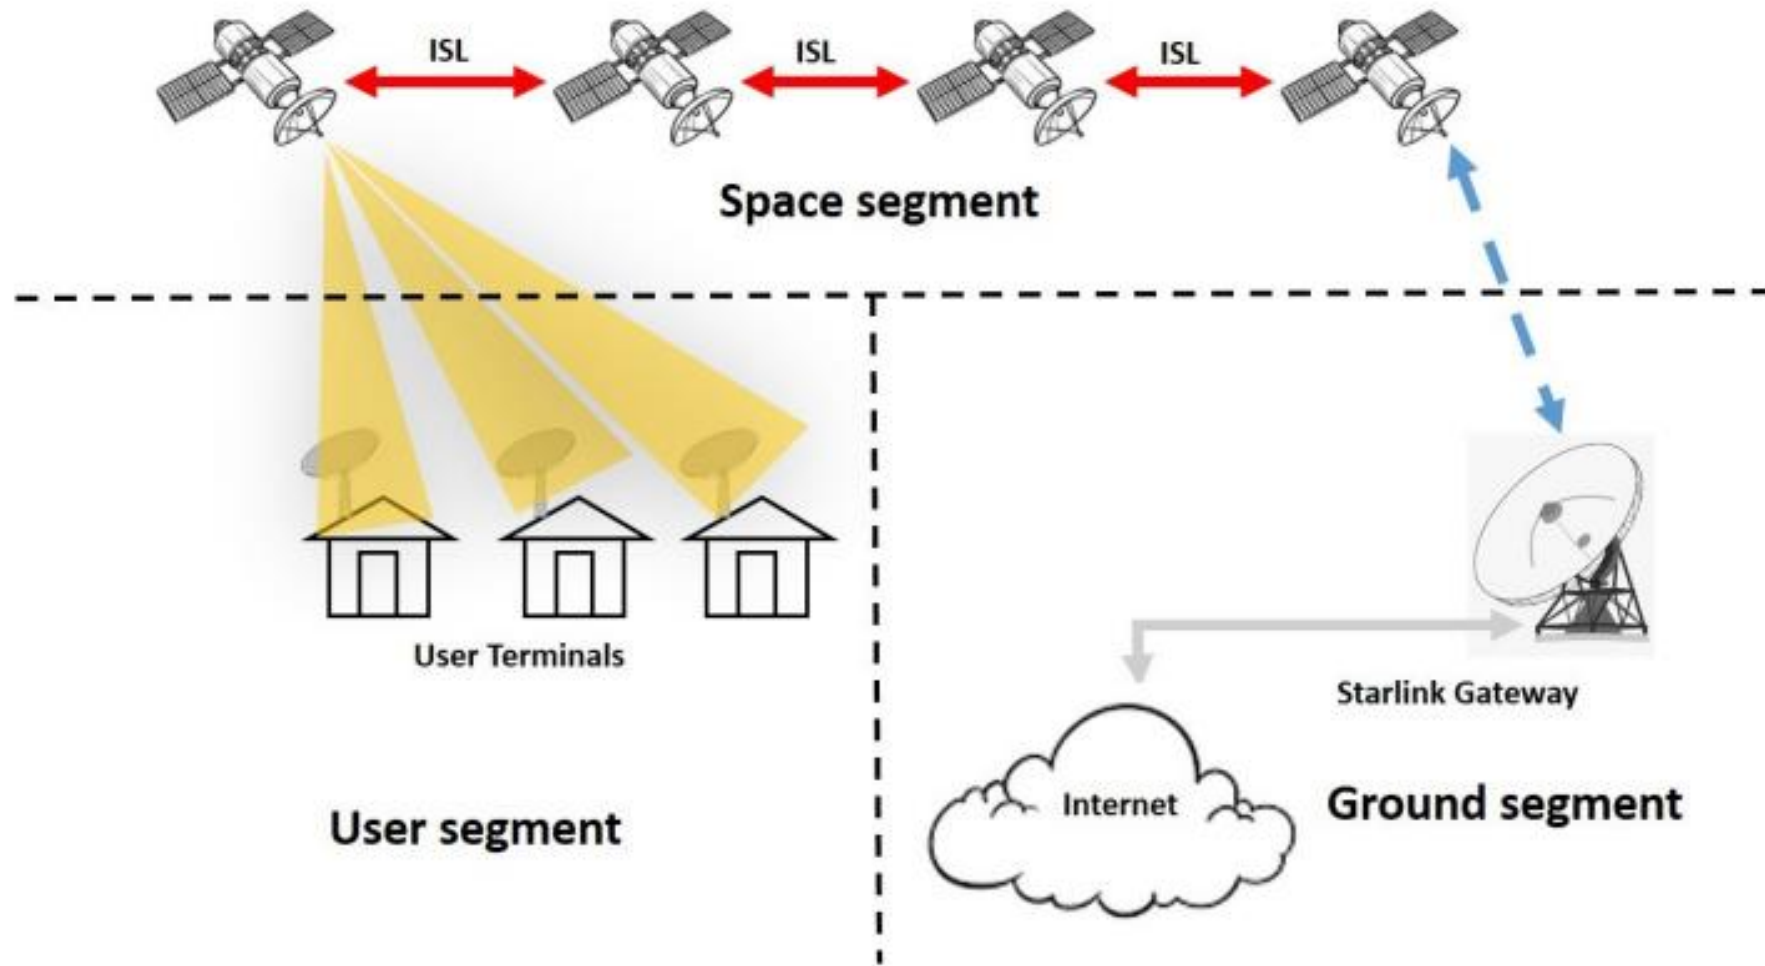 ISL
ISL
ISL
Space segment
User Terminals
User segment
Starlink Gateway
Internet
Ground segment